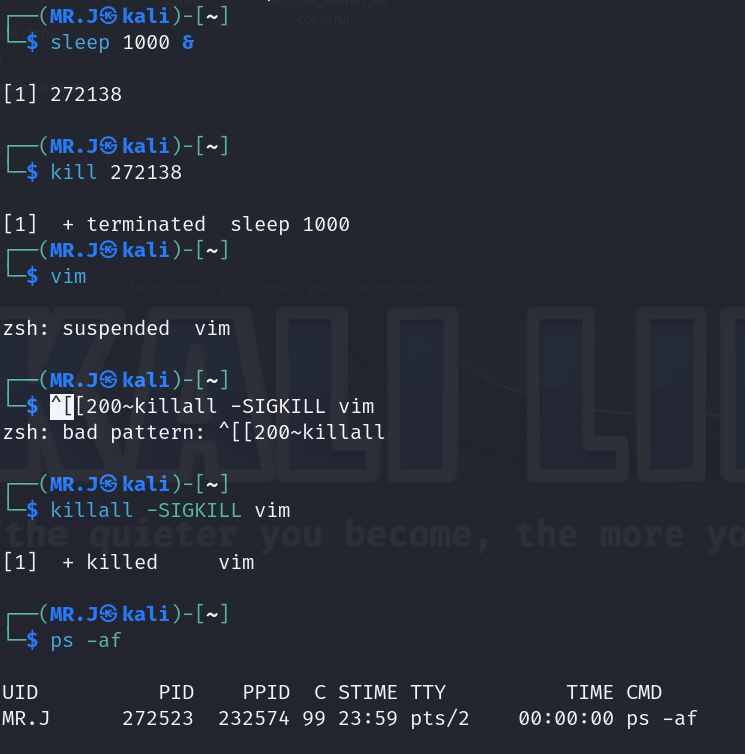 ┌──(MR.J㉿kali)-[~]
└─$ sleep 1000 &
[1] 272138
┌──(MR.J㉿kali)-[~]
└─$ kill 272138
[1]  + terminated  sleep 1000
┌──(MR.J㉿kali)-[~]
└─$ vim
zsh: suspended  vim
┌──(MR.J㉿kali)-[~]
└─$ ^[[200~killall -SIGKILL vim
zsh: bad pattern: ^[[200~killall
┌──(MR.J㉿kali)-[~]
└─$ killall -SIGKILL vim
"the quieter you become, the more yo
[1]  + killed     vim
┌──(MR.J㉿kali)-[~]
└─$ ps -af
UID          PID    PPID  C STIME TTY          TIME CMD
MR.J      272523  232574 99 23:59 pts/2    00:00:00 ps -af
KALI LI